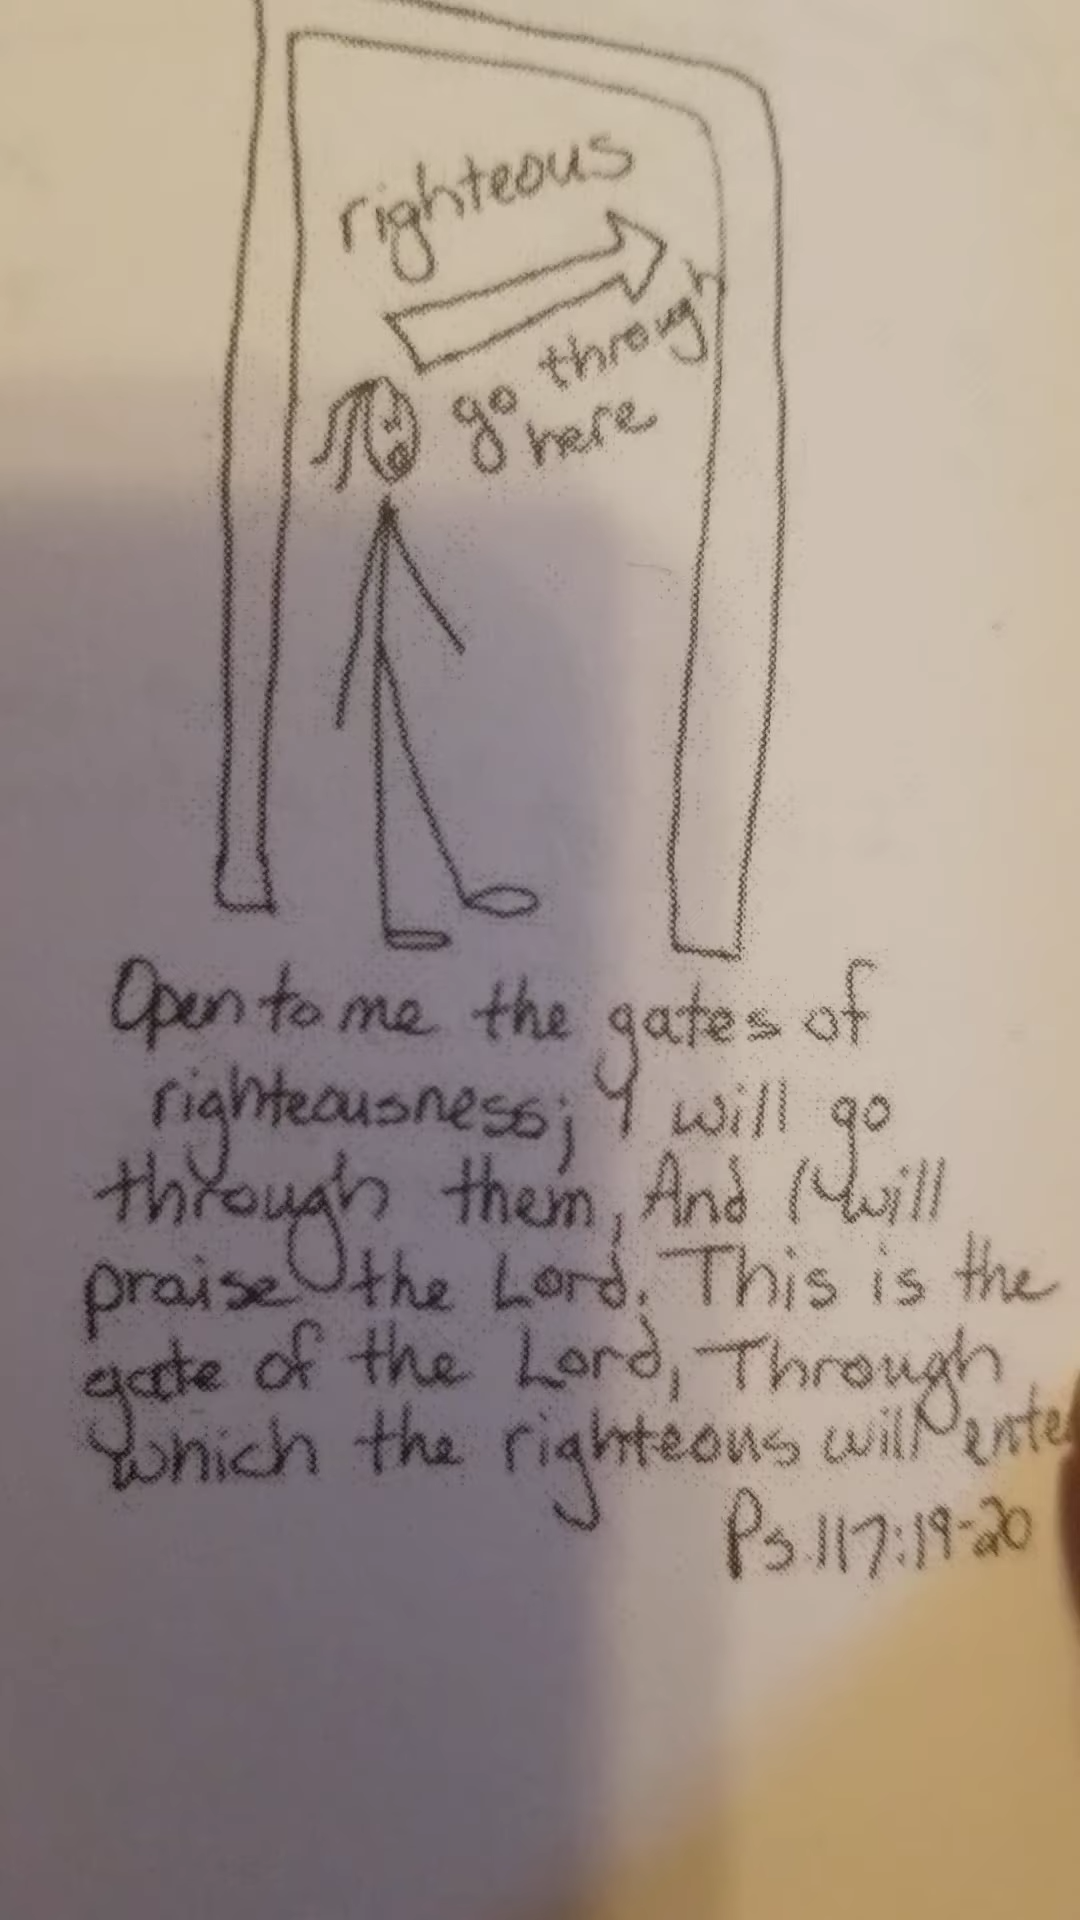 righteous
go through
here
Open to me the gates of
righteousness; I will go
through them, And I will
praise the Lord. This is the
gate of the Lord, Through
which the righteous will ente
Ps. 117:19-20